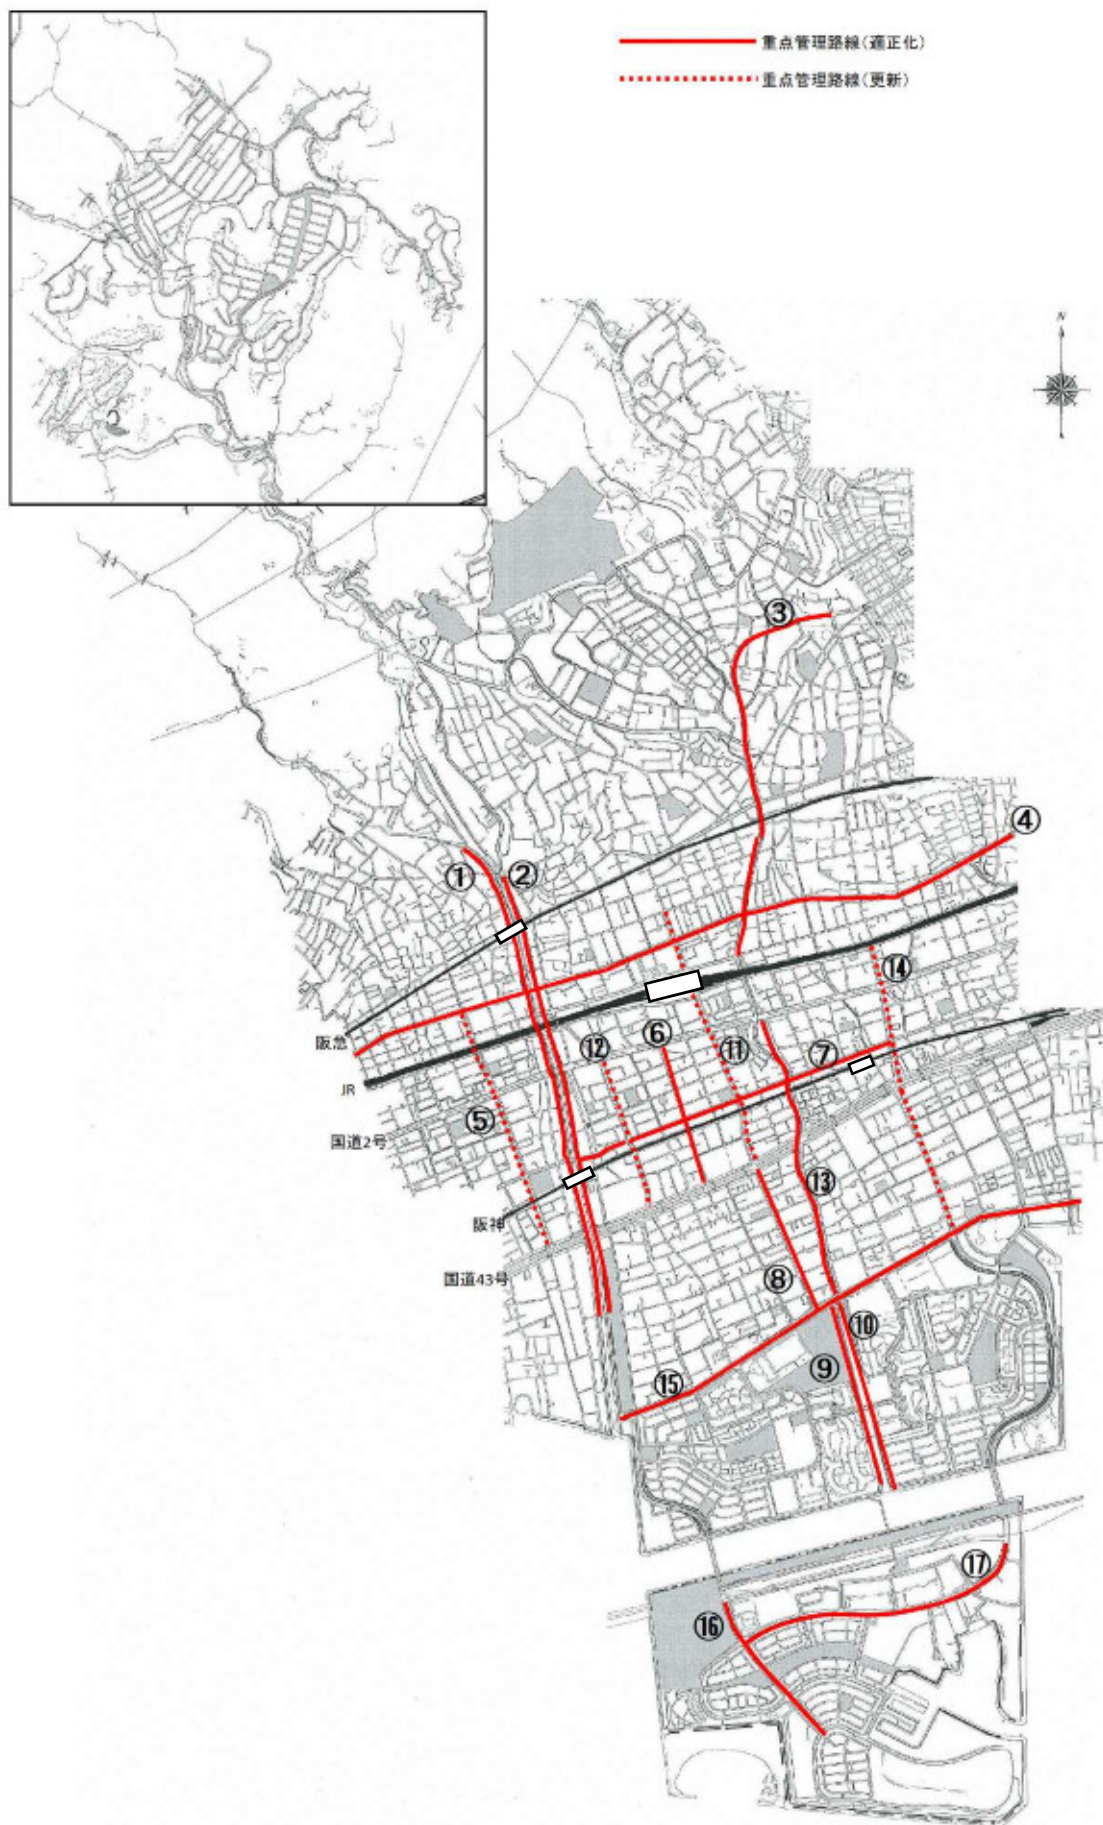 重点管理路線（適正化）
重点管理路線（更新）
N
③
④
①
②
⑭
阪急
⑥
⑫
⑪
⑦
JR
⑤
国道2号
⑬
阪神
国道43号
⑧
⑩
⑨
⑮
⑰
⑯